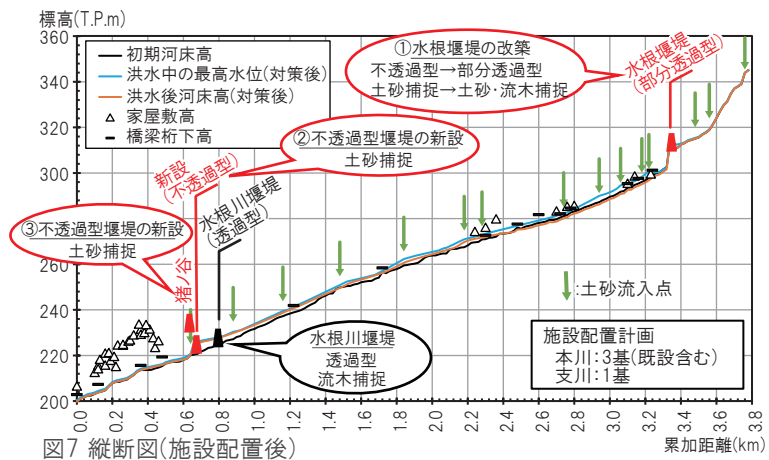 標高(T.P.m)
360
340
320
300
280
260
240
220
200
初期河床高
洪水中の最高水位(対策後)
洪水後河床高(対策後)
家屋敷高
橋梁桁下高
①水根堰堤の改築
不透過型→部分透過型
土砂捕捉→土砂・流木捕捉
水根堰堤
(部分透過型)
②不透過型堰堤の新設
土砂捕捉
新設
(不透過型)
水根川堰堤
(透過型)
③不透過型堰堤の新設
土砂捕捉
猪ノ谷
:土砂流入点
水根川堰堤
透過型
流木捕捉
施設配置計画
本川:3基(既設含む)
支川:1基
0.0
0.2
0.4
0.6
0.8
1.0
1.2
1.4
1.6
1.8
2.0
2.2
2.4
2.6
2.8
3.0
3.2
3.4
3.6
3.8
累加距離(km)
図7 縦断図(施設配置後)